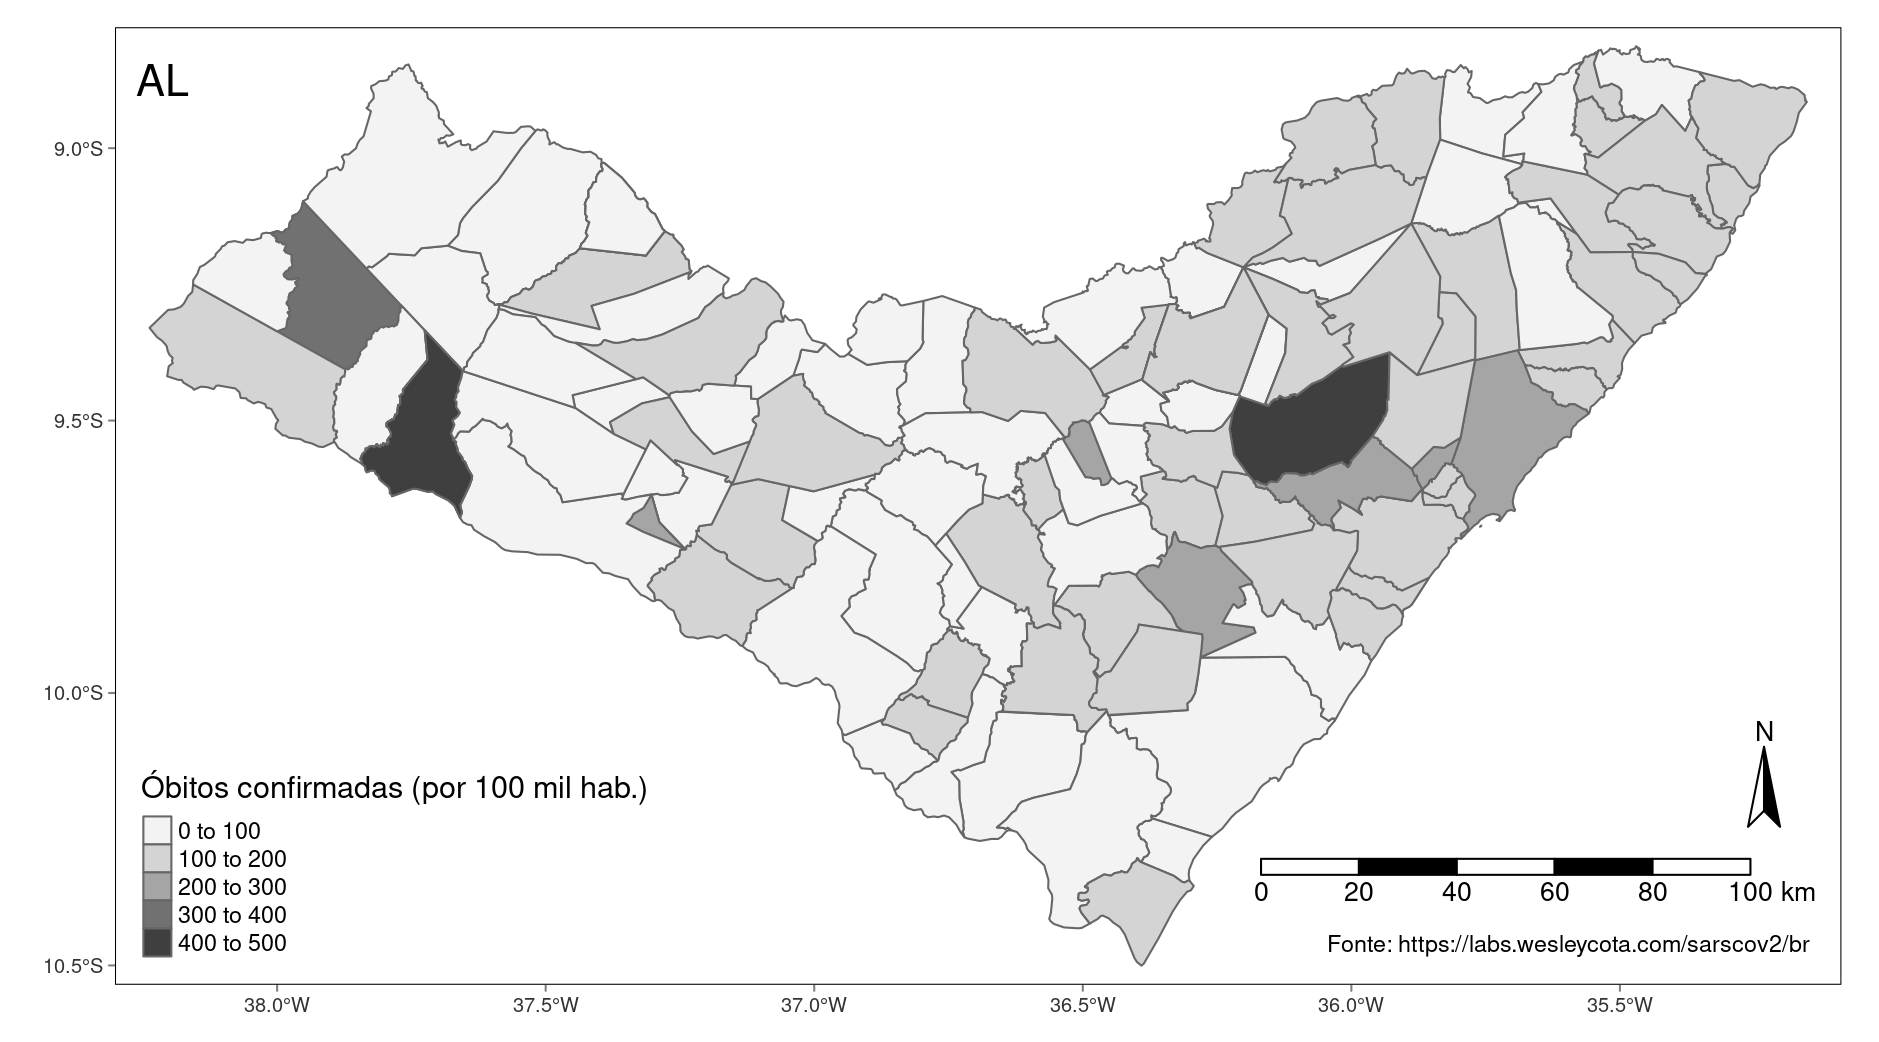 AL
9.0°S
9.5°S
10.0°S
10.5°S
N
Óbitos confirmadas (por 100 mil hab.)
0 to 100
100 to 200
200 to 300
300 to 400
400 to 500
0 20 40 60 80 100 km
Fonte: https://labs.wesleycota.com/sarscov2/br
38.0°W 37.5°W 37.0°W 36.5°W 36.0°W 35.5°W